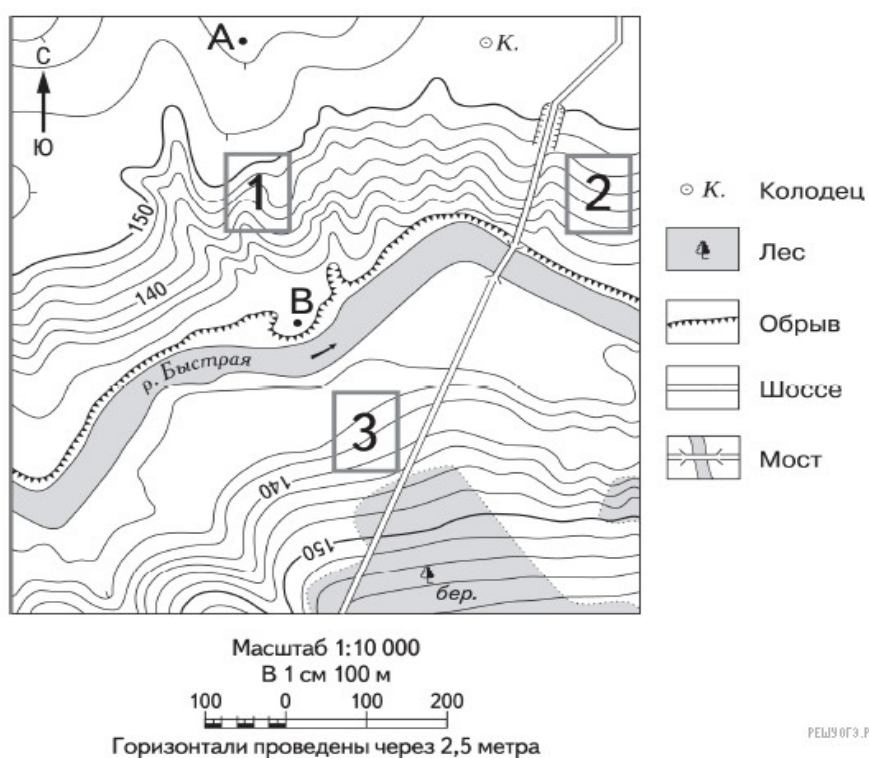 А
К.
С
Ю
1
2
150
140
В
р. Быстрая
3
140
150
бер.
К. Колодец
Лес
Обрыв
Шоссе
Мост
Масштаб 1:10 000
В 1 см 100 м
100 0 100 200
Горизонтали проведены через 2,5 метра